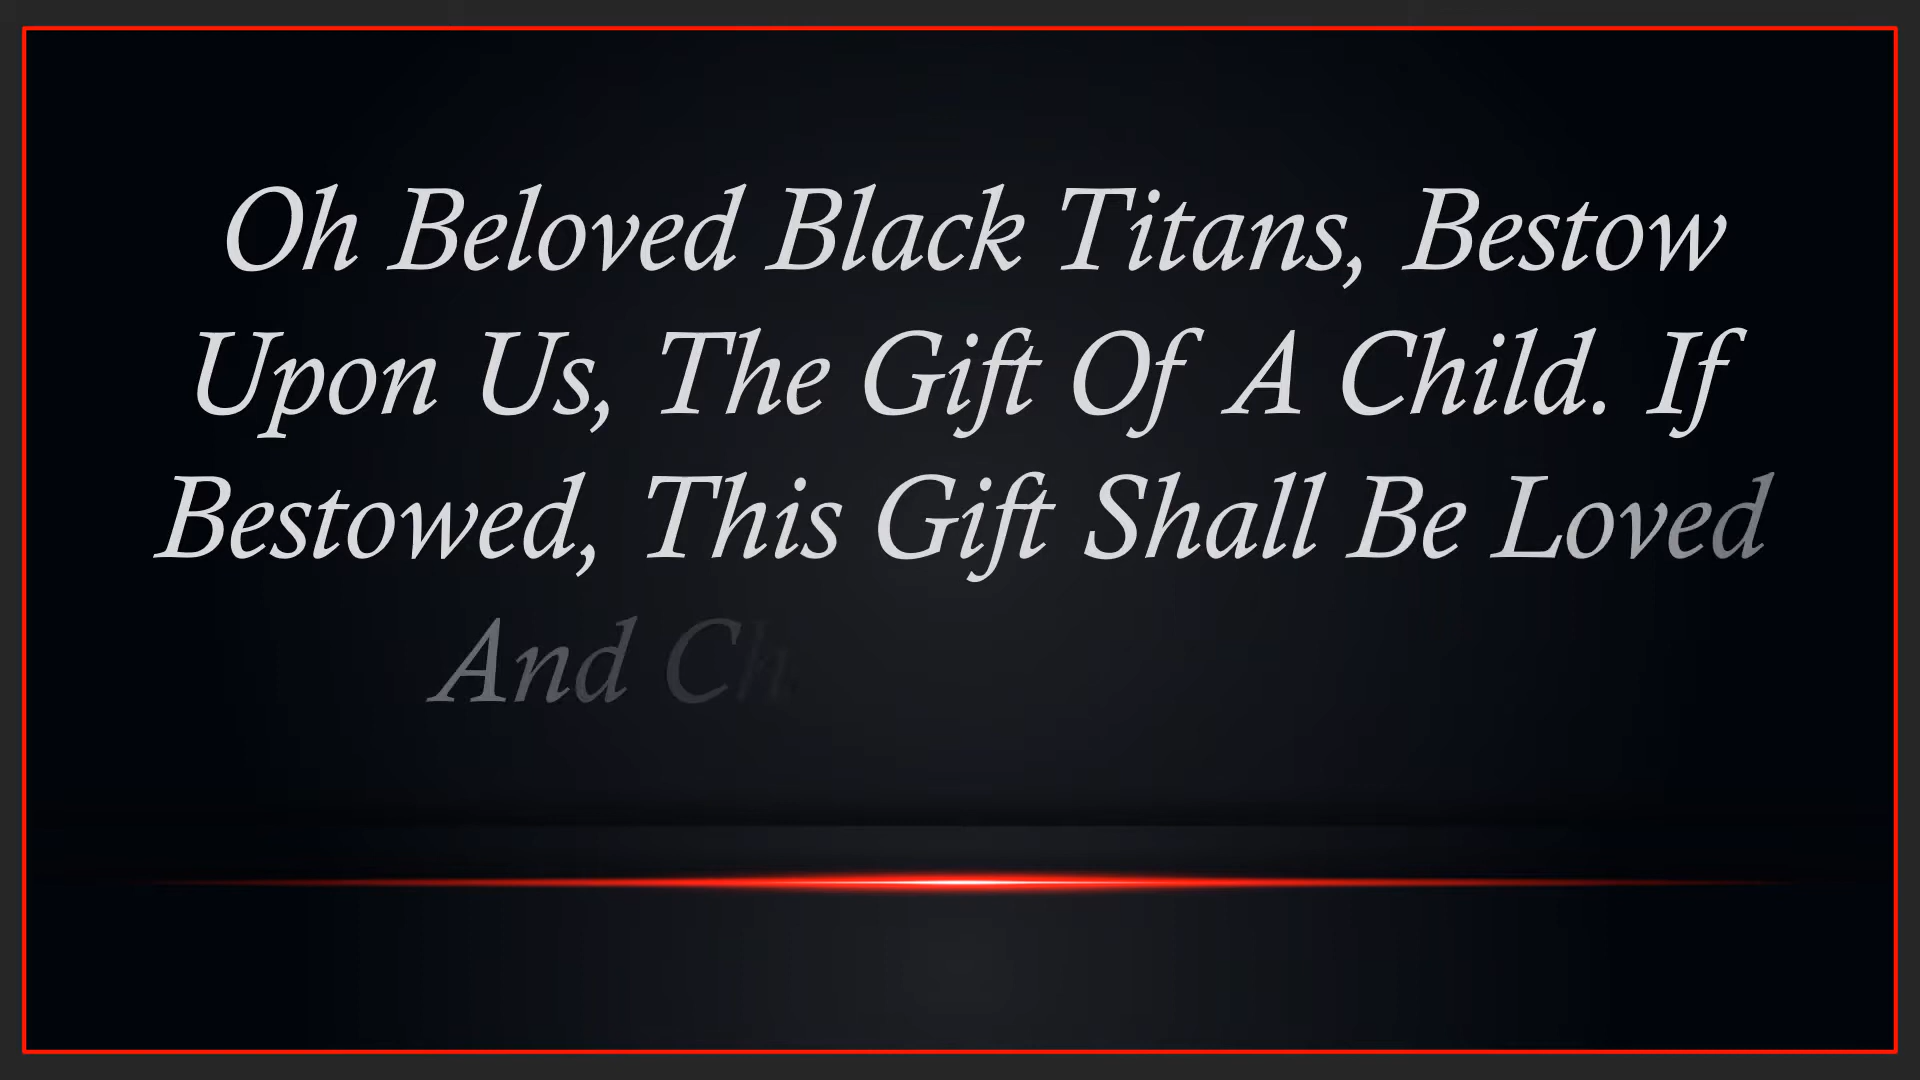 Oh Beloved Black Titans, Bestow
Upon Us, The Gift Of A Child. If
Bestowed, This Gift Shall Be Loved
And